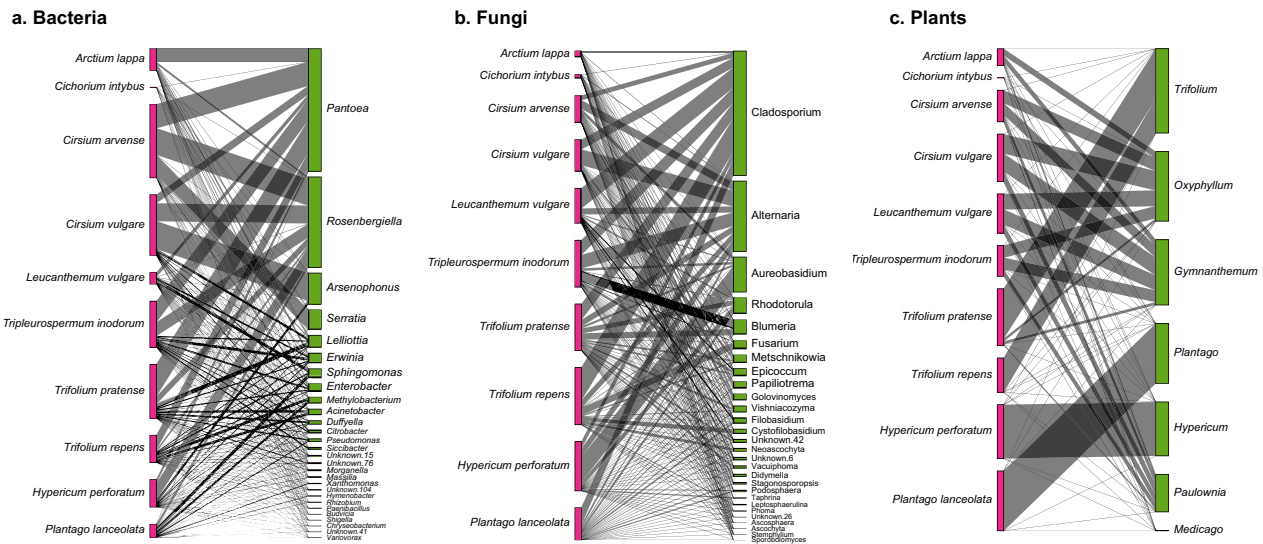 a. Bacteria
Arctium lappa
Cichorium intybus
Cirsium arvense
Cirsium vulgare
Leucanthemum vulgare
Tripleurospermum inodorum
Trifolium pratense
Trifolium repens
Hypericum perforatum
Plantago lanceolata
Pantoea
Rosenbergiella
Arsenophonus
Serratia
Lelliottia
Erwinia
Sphingomonas
Enterobacter
Methylobacterium
Acinetobacter
Duffyella
Citrobacter
Pseudomonas
Siccibacter
Unknown.15
Unknown.76
Morganella
Massilia
Xanthomonas
Unknown.104
Hymenobacter
Rhizobium
Paenibacillus
Budvicia
Shigella
Chryseobacterium
Unknown.41
Variovorax
b. Fungi
Arctium lappa
Cichorium intybus
Cirsium arvense
Cirsium vulgare
Leucanthemum vulgare
Tripleurospermum inodorum
Trifolium pratense
Trifolium repens
Hypericum perforatum
Plantago lanceolata
Cladosporium
Alternaria
Aureobasidium
Rhodotorula
Blumeria
Fusarium
Metschnikowia
Epicoccum
Papiliotrema
Golovinomyces
Vishniacozyma
Filobasidium
Cystofilobasidium
Unknown.42
Neoascochyta
Unknown.6
Vacuiphoma
Didymella
Stagonosporopsis
Podosphaera
Taphrina
Leptosphaerulina
Phoma
Unknown.26
Ascosphaera
Ascochyta
Stemphylium
Sporobolomyces
c. Plants
Arctium lappa
Cichorium intybus
Cirsium arvense
Cirsium vulgare
Leucanthemum vulgare
Tripleurospermum inodorum
Trifolium pratense
Trifolium repens
Hypericum perforatum
Plantago lanceolata
Trifolium
Oxyphyllum
Gymnanthemum
Plantago
Hypericum
Paulownia
Medicago